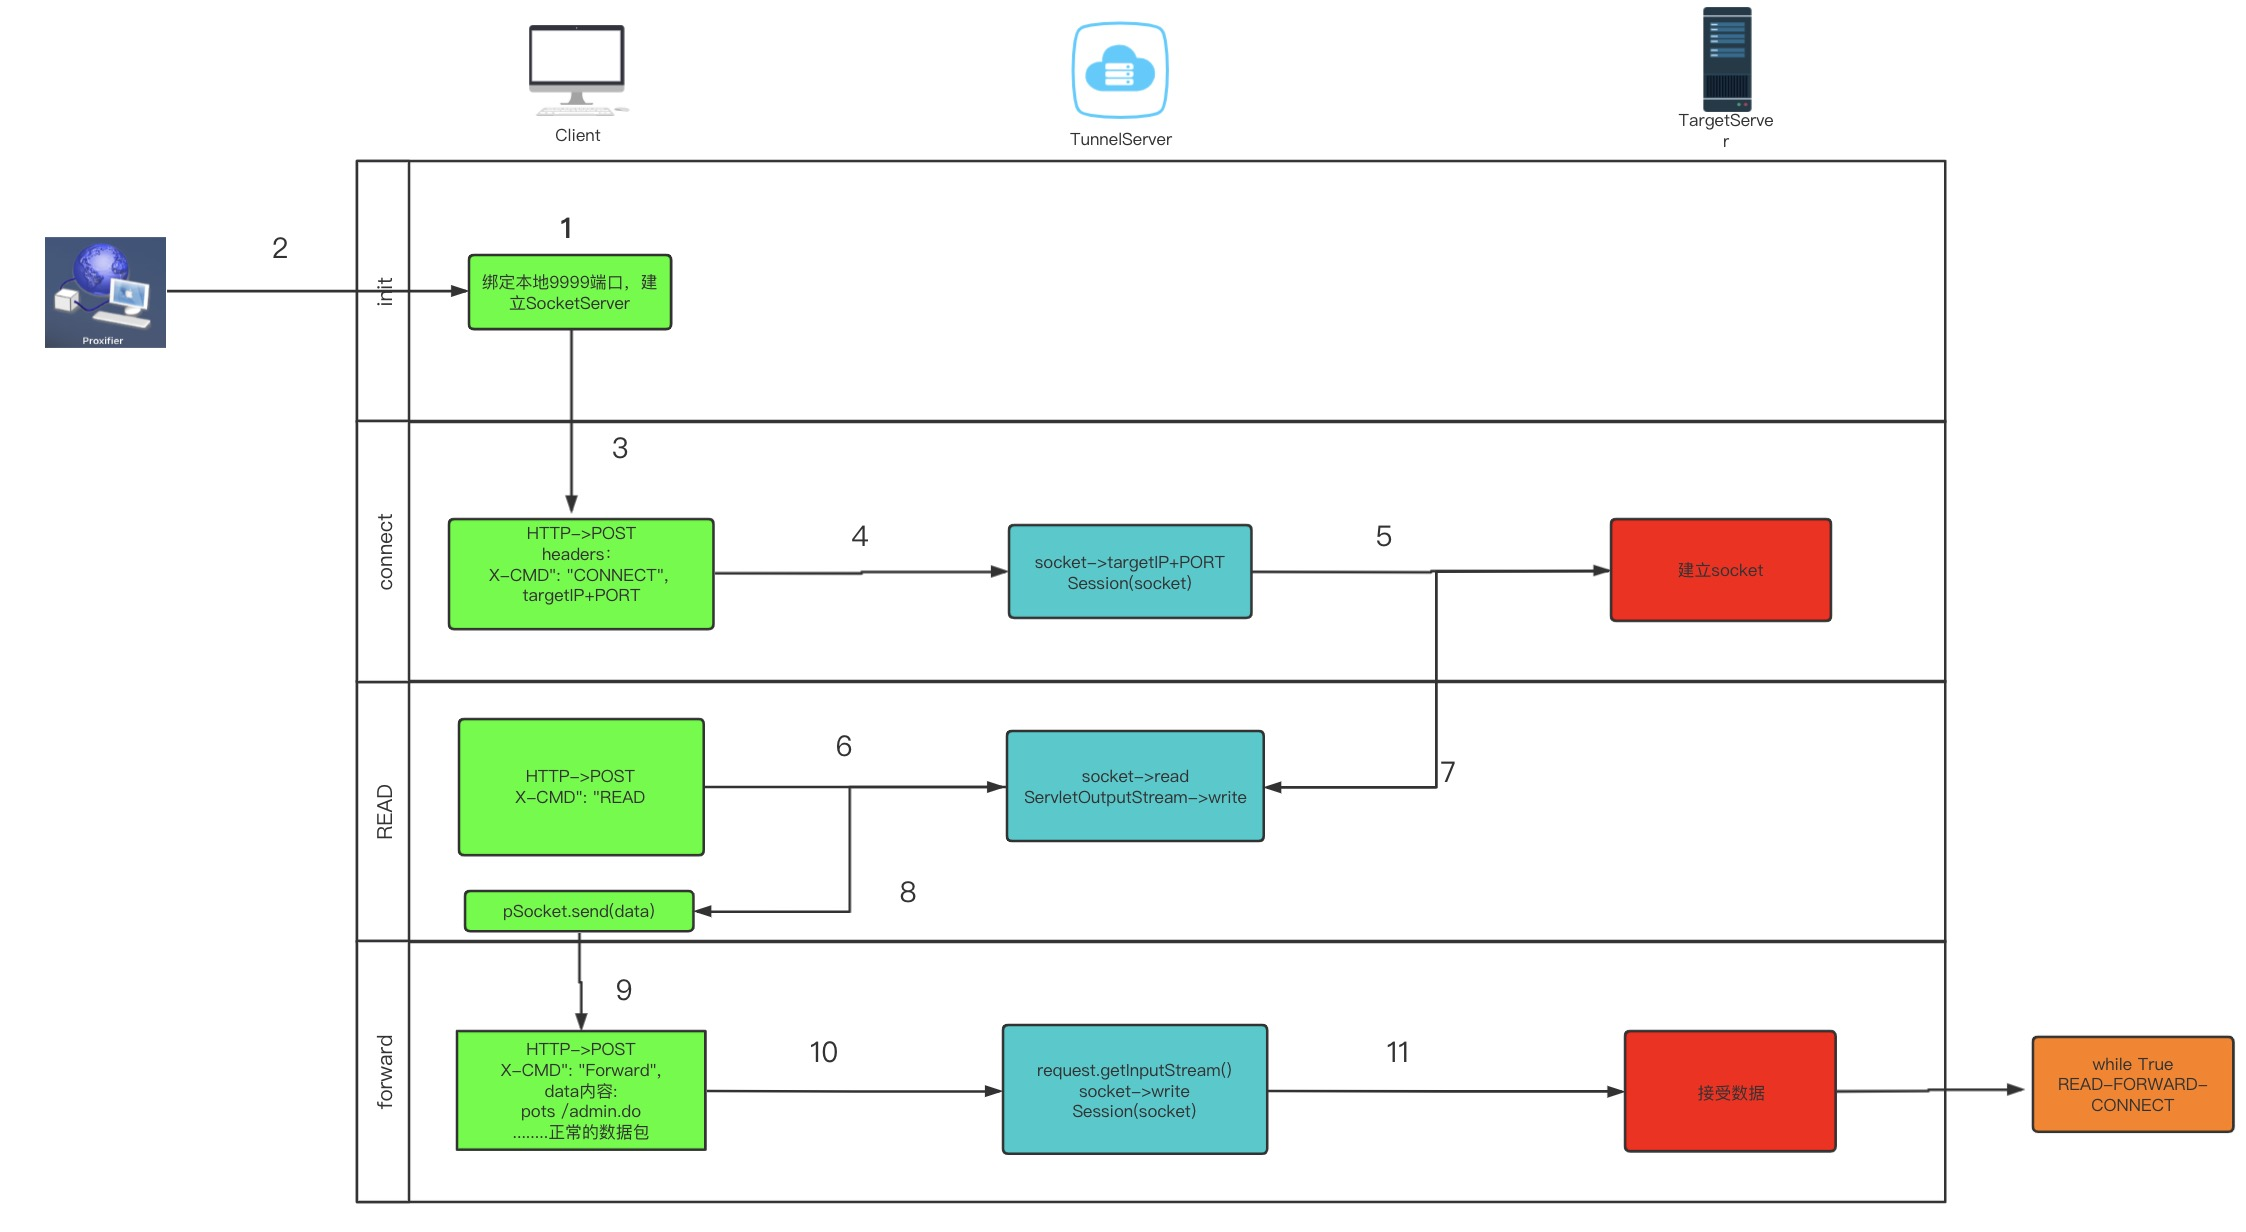 Client
TunnelServer
TargetServe
r
init
1
2
Proxifier
绑定本地9999端口，建
立SocketServer
connect
3
HTTP->POST
headers：
X-CMD": "CONNECT",
targetIP+PORT
4
socket->targetIP+PORT
Session(socket)
5
建立socket
READ
HTTP->POST
X-CMD": "READ
6
socket->read
ServletOutputStream->write
7
8
pSocket.send(data)
forward
9
HTTP->POST
X-CMD": "Forward",
data内容:
pots /admin.do
........正常的数据包
10
request.getInputStream()
socket->write
Session(socket)
11
接受数据
while True
READ-FORWARD-
CONNECT